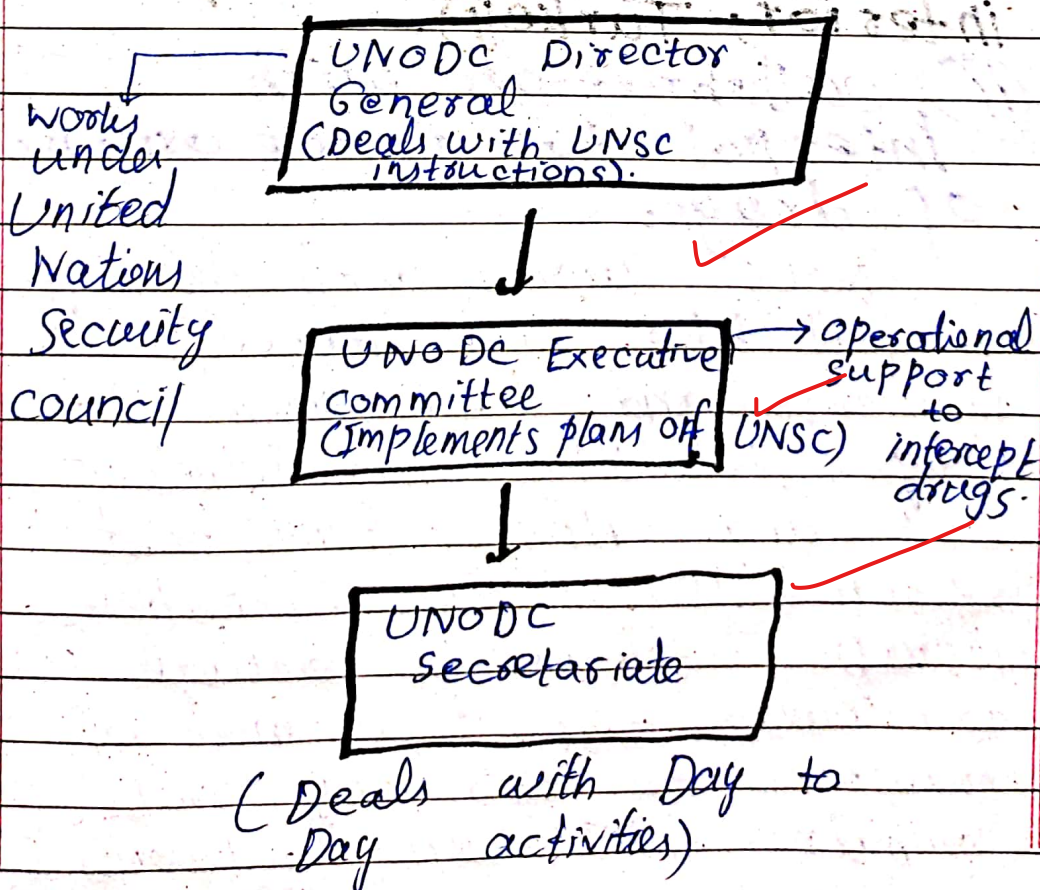 UNODC Director
General
(Deals with UNSC
instructions).
works
under
United
Nations
Security
Council
UNODC Executive
committee
(Implements plans of UNSC)
Operational
support
to
intercept
drugs.
UNODC
Secretariate
(Deals with Day to
Day activities).